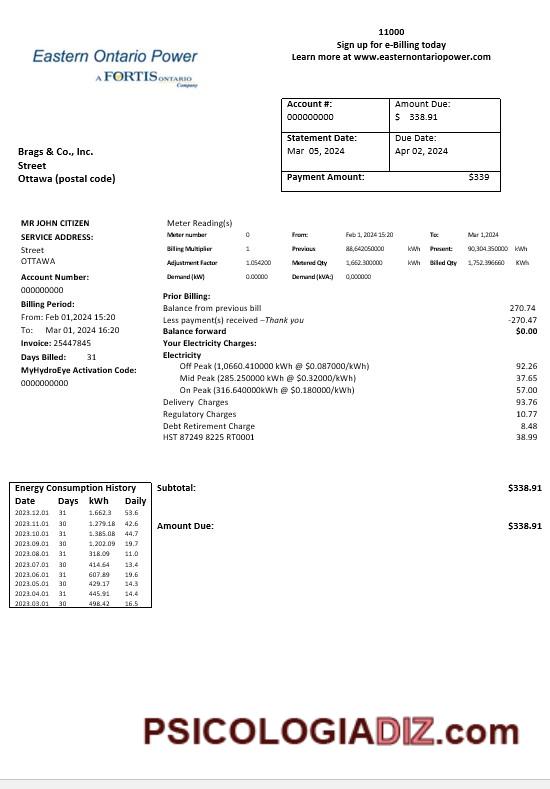 11000
Sign up for e-Billing today
Learn more at www.easternontariopower.com
Eastern Ontario Power
A FORTIS ONTARIO
Company
Account #: Amount Due:
000000000 $ 338.91
Statement Date: Due Date:
Mar 05, 2024 Apr 02, 2024
Payment Amount: $339
Brags & Co., Inc.
Street
Ottawa (postal code)
MR JOHN CITIZEN
SERVICE ADDRESS:
Street
OTTAWA
Account Number:
000000000
Billing Period:
From: Feb 01,2024 15:20
To: Mar 01, 2024 16:20
Invoice: 25447845
Days Billed: 31
MyHydroEye Activation Code:
0000000000
Meter Reading(s)
Meter number 0 From: Feb 1, 2024 15:20 To: Mar 1,2024
Billing Multiplier 1 Previous 88,642050000 kWh Present: 90,304.350000 kWh
Adjustment Factor 1.054200 Metered Qty 1,662.300000 kWh Billed Qty 1,752.396660 kWh
Demand (kW) 0.00000 Demand (kVA:) 0,000000
Prior Billing:
Balance from previous bill 270.74
Less payment(s) received –Thank you -270.47
Balance forward $0.00
Your Electricity Charges:
Electricity
Off Peak (1,0660.410000 kWh @ $0.087000/kWh) 92.26
Mid Peak (285.250000 kWh @ $0.32000/kWh) 37.65
On Peak (316.640000kWh @ $0.180000/kWh) 57.00
Delivery Charges 93.76
Regulatory Charges 10.77
Debt Retirement Charge 8.48
HST 87249 8225 RT0001 38.99
Subtotal: $338.91
Amount Due: $338.91
Energy Consumption History
Date Days kWh Daily
2023.12.01 31 1.662.3 53.6
2023.11.01 30 1.279.18 42.6
2023.10.01 31 1.385.08 44.7
2023.09.01 30 1,202.09 19.7
2023.08.01 31 318.09 11.0
2023.07.01 30 414.64 13.4
2023.06.01 31 607.89 19.6
2023.05.01 30 429.17 14.3
2023.04.01 31 445.91 14.4
2023.03.01 30 498.42 16.5
PSICOLOGIADIZ.com